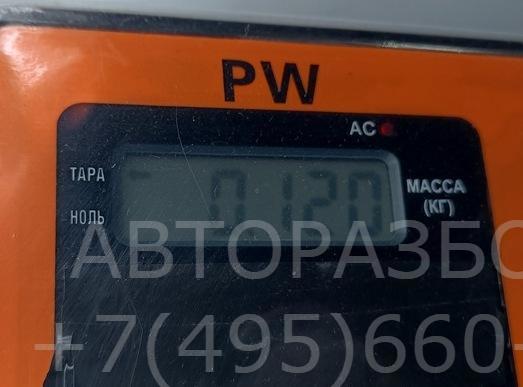 PW
AC
ТАРА
0.120
МАССА
(КГ)
НОЛЬ
АВТОРАЗБО
+7(495)660-